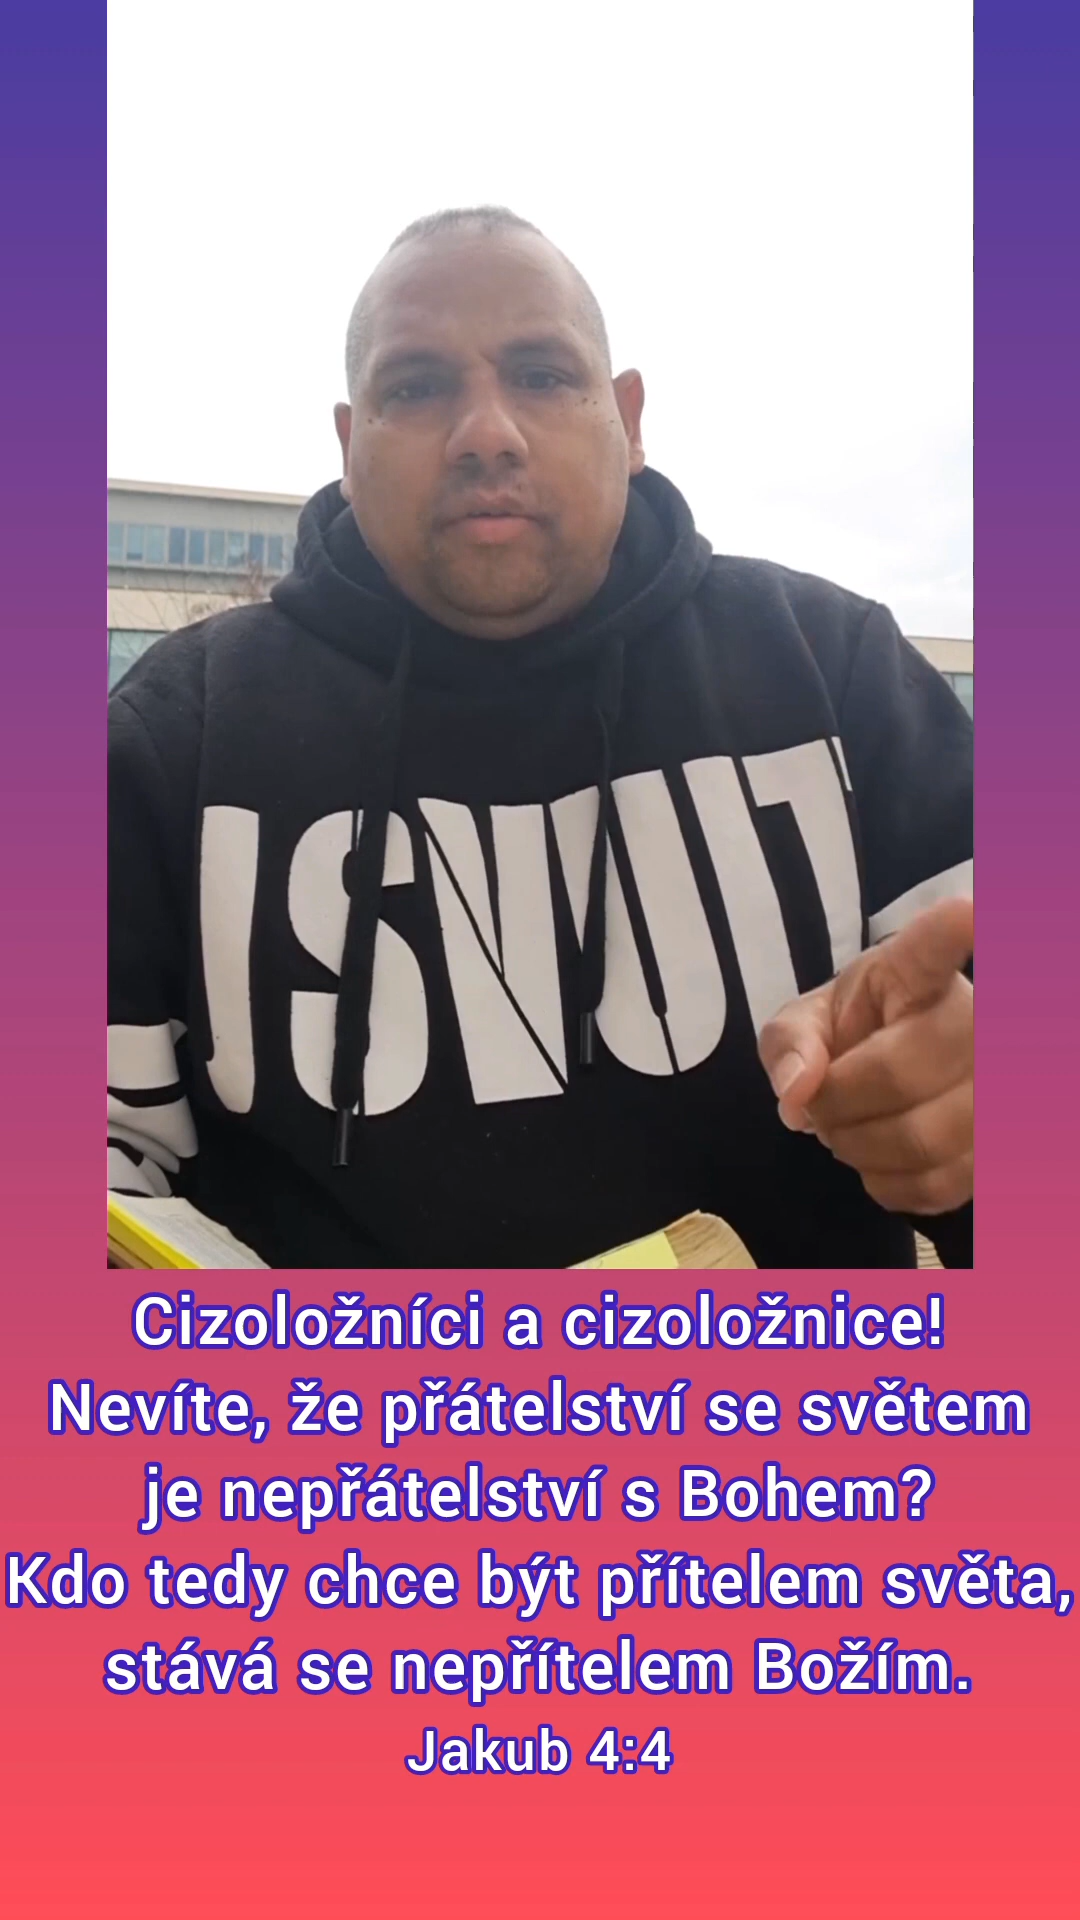 JSNUT
Cizoložníci a cizoložnice!
Nevíte, že přátelství se světem
je nepřátelství s Bohem?
Kdo tedy chce být přítelem světa,
stává se nepřítelem Božím.
Jakub 4:4